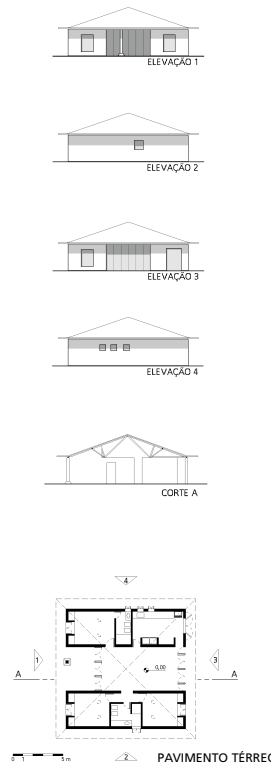 ELEVAÇÃO 1
ELEVAÇÃO 2
ELEVAÇÃO 3
ELEVAÇÃO 4
CORTE A
4
1
0,00
3
A
A
0 1 5 m
2
PAVIMENTO TÉRREO